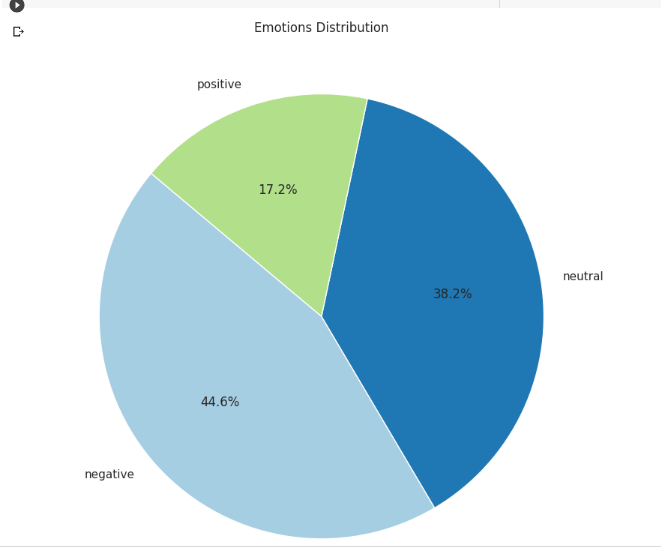 Emotions Distribution
positive
17.2%
neutral
38.2%
44.6%
negative